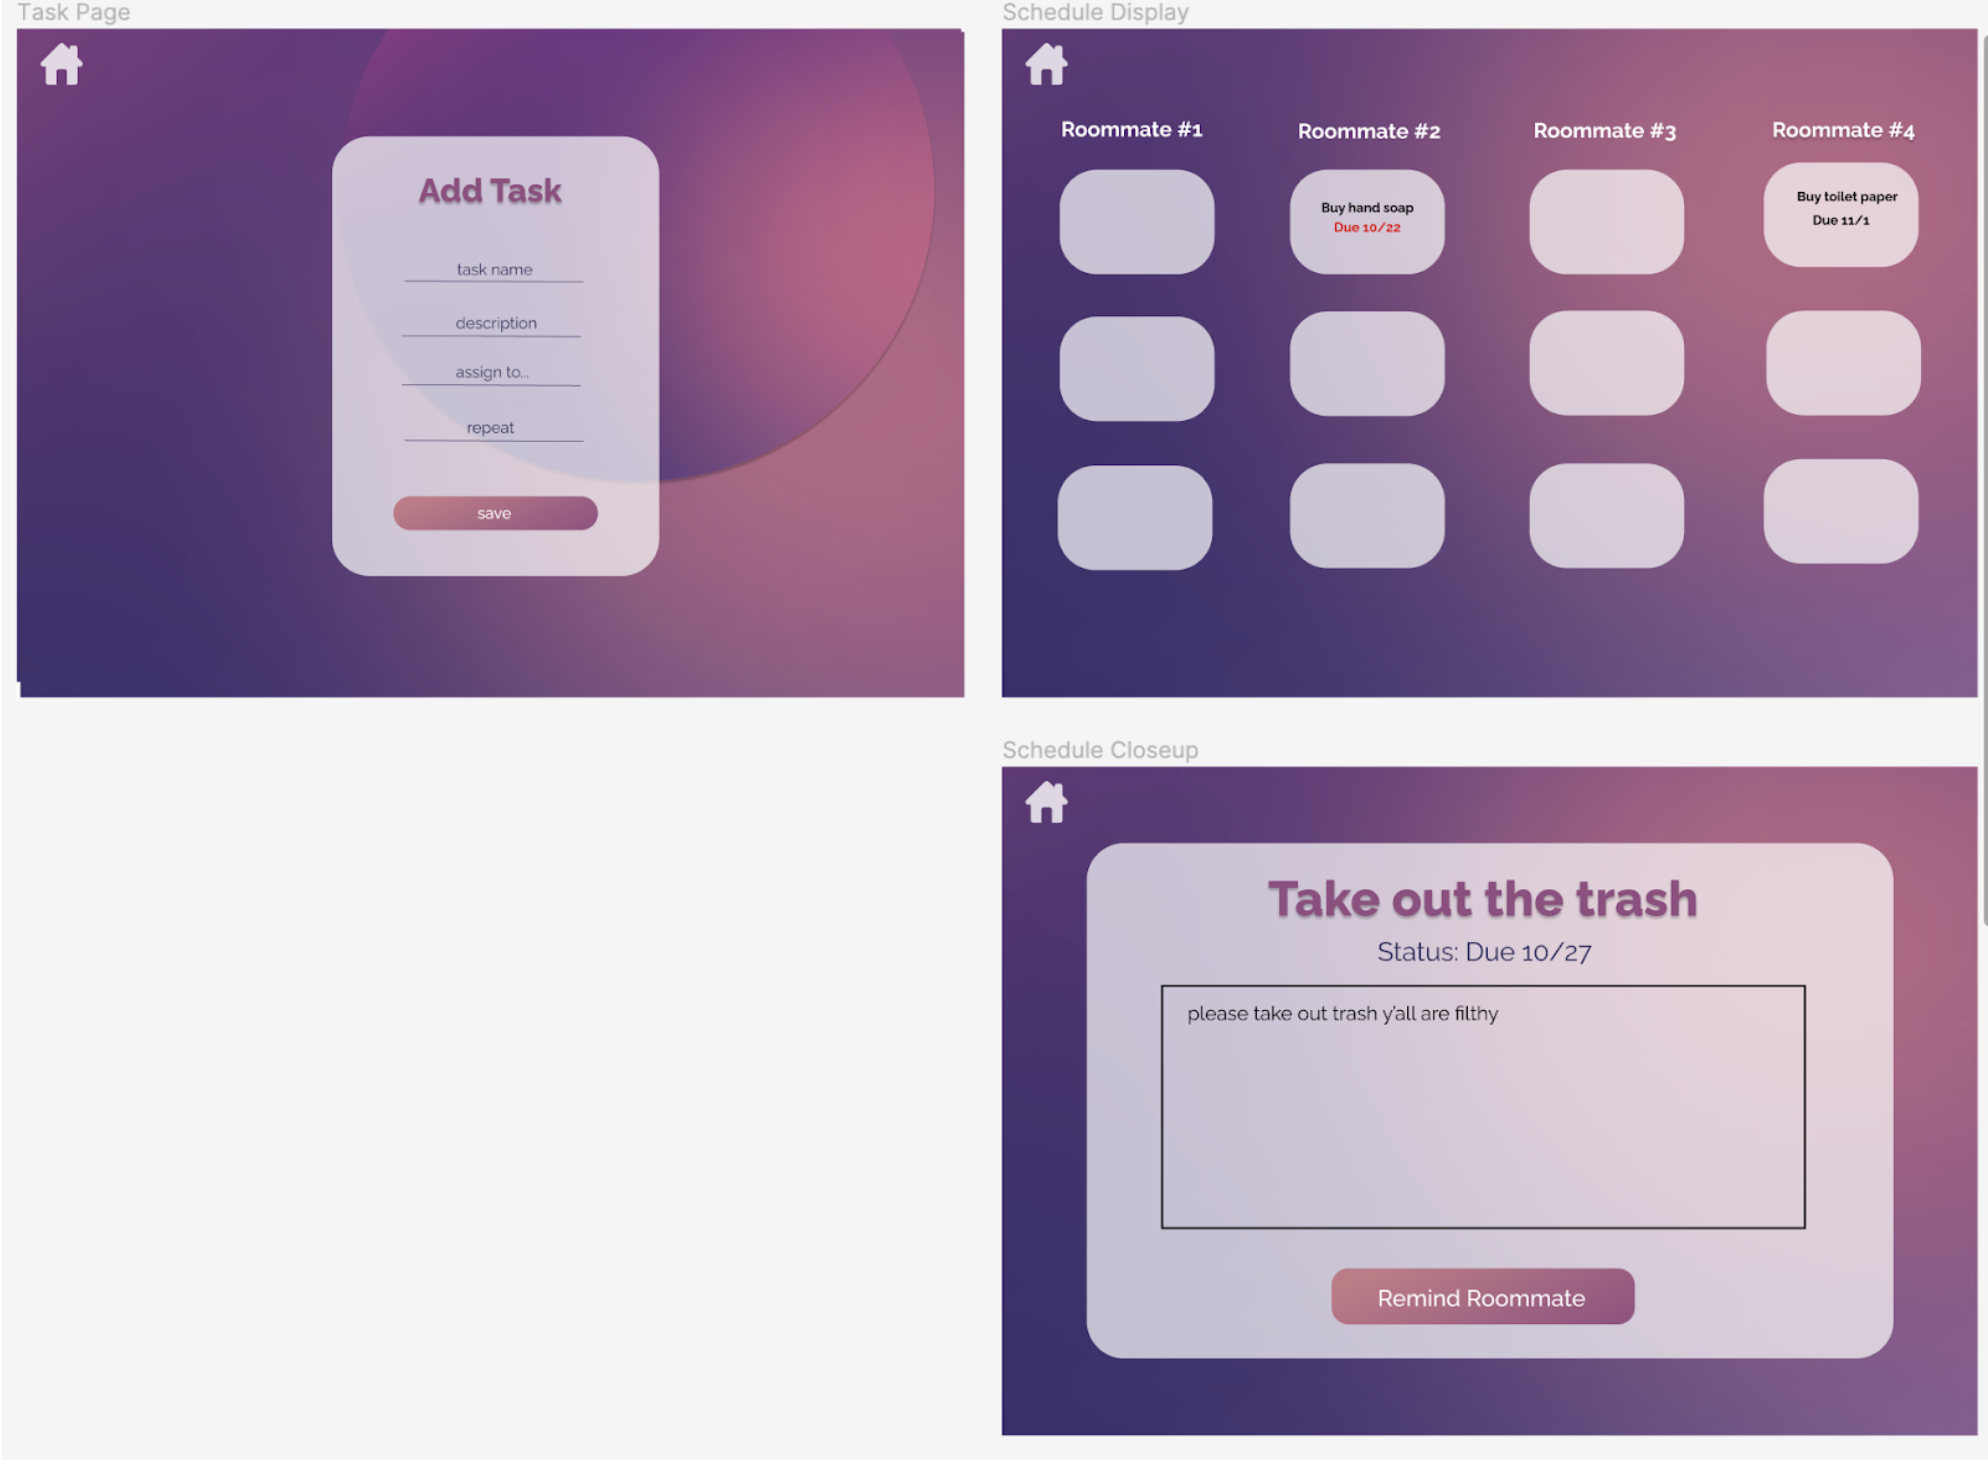 Task Page
Add Task
task name
description
assign to...
repeat
save
Schedule Display
Roommate #1
Roommate #2
Roommate #3
Roommate #4
Buy hand soap
Due 10/22
Buy toilet paper
Due 11/1
Schedule Closeup
Take out the trash
Status: Due 10/27
please take out trash y'all are filthy
Remind Roommate